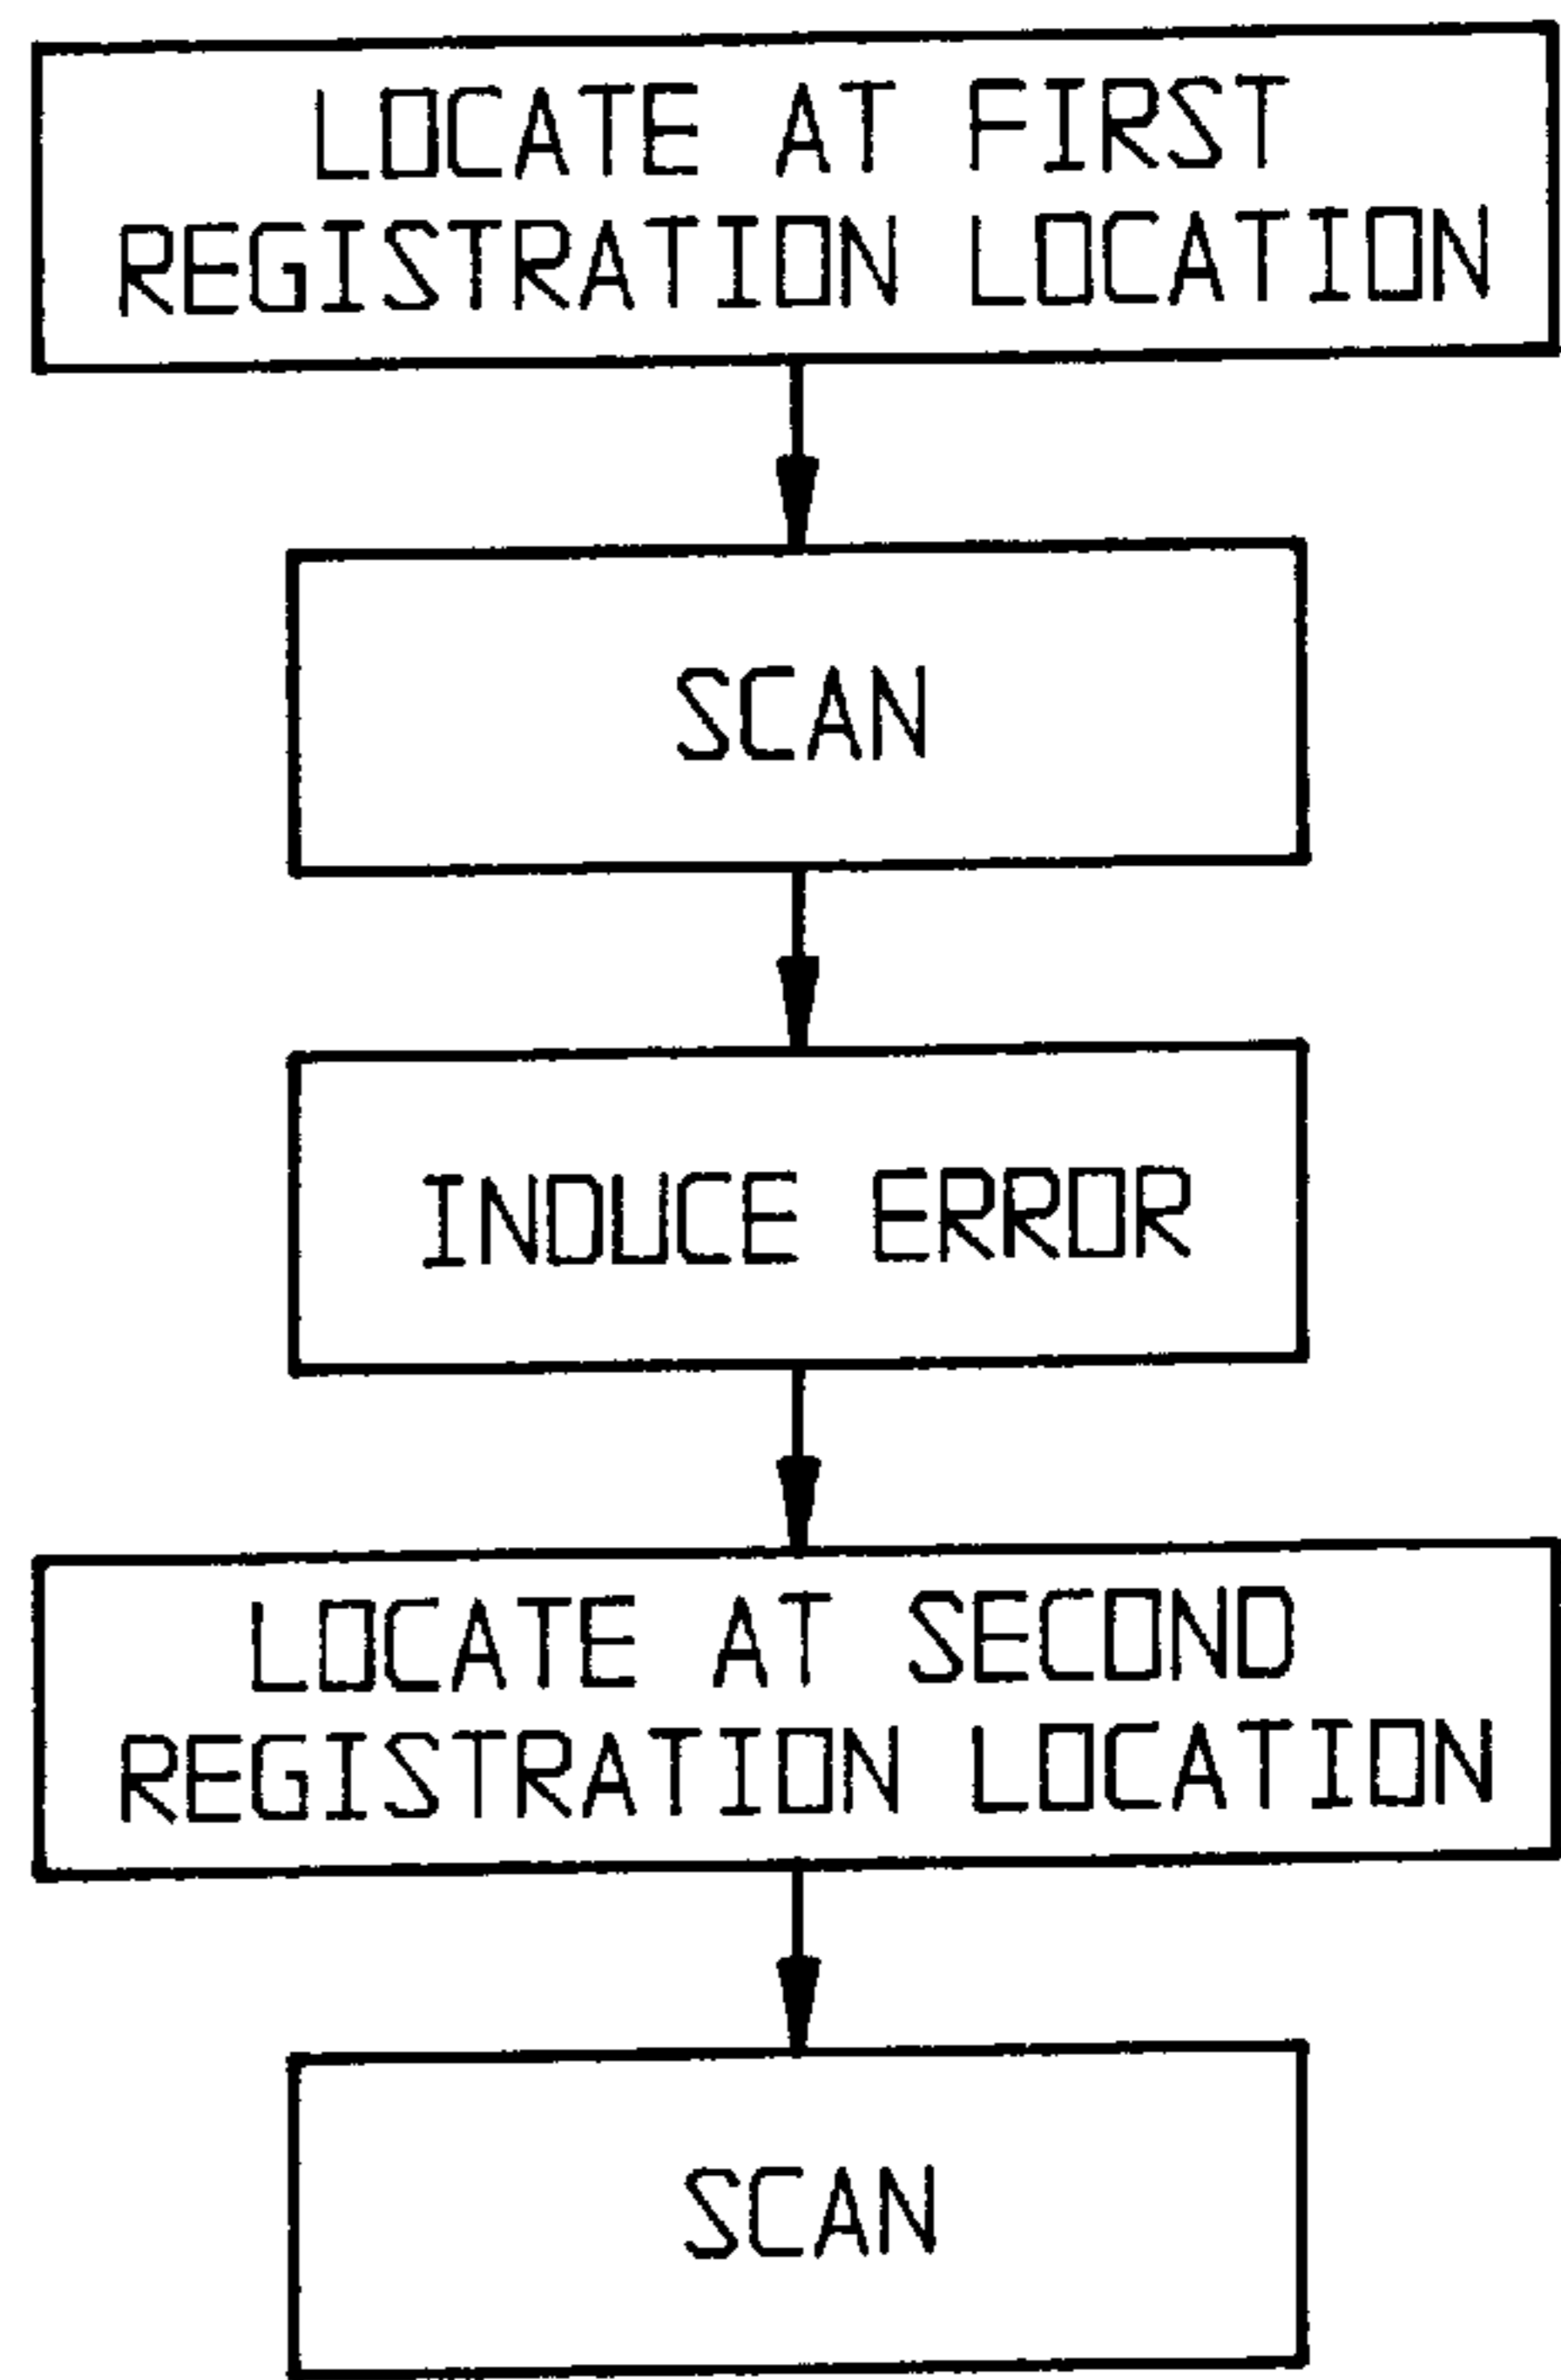 LOCATE AT FIRST
REGISTRATION LOCATION
SCAN
INDUCE ERROR
LOCATE AT SECOND
REGISTRATION LOCATION
SCAN